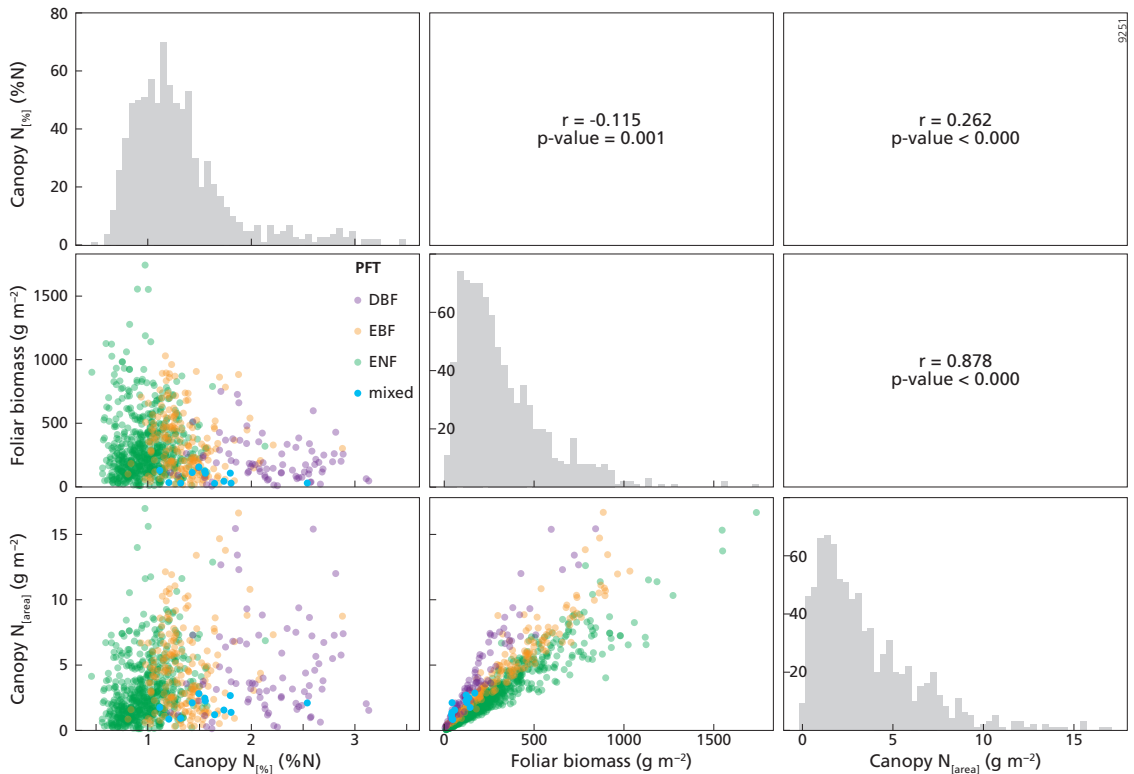 80
60
40
20
0
Canopy N[%] (%N)
r = -0.115
p-value = 0.001
r = 0.262
p-value < 0.000
9251
1500
1000
500
0
Foliar biomass (g m⁻²)
PFT
DBF
EBF
ENF
mixed
60
40
20
r = 0.878
p-value < 0.000
15
10
5
0
Canopy N[area] (g m⁻²)
1 2 3
Canopy N[%] (%N)
0 500 1000 1500
Foliar biomass (g m⁻²)
60
40
20
0 5 10 15
Canopy N[area] (g m⁻²)